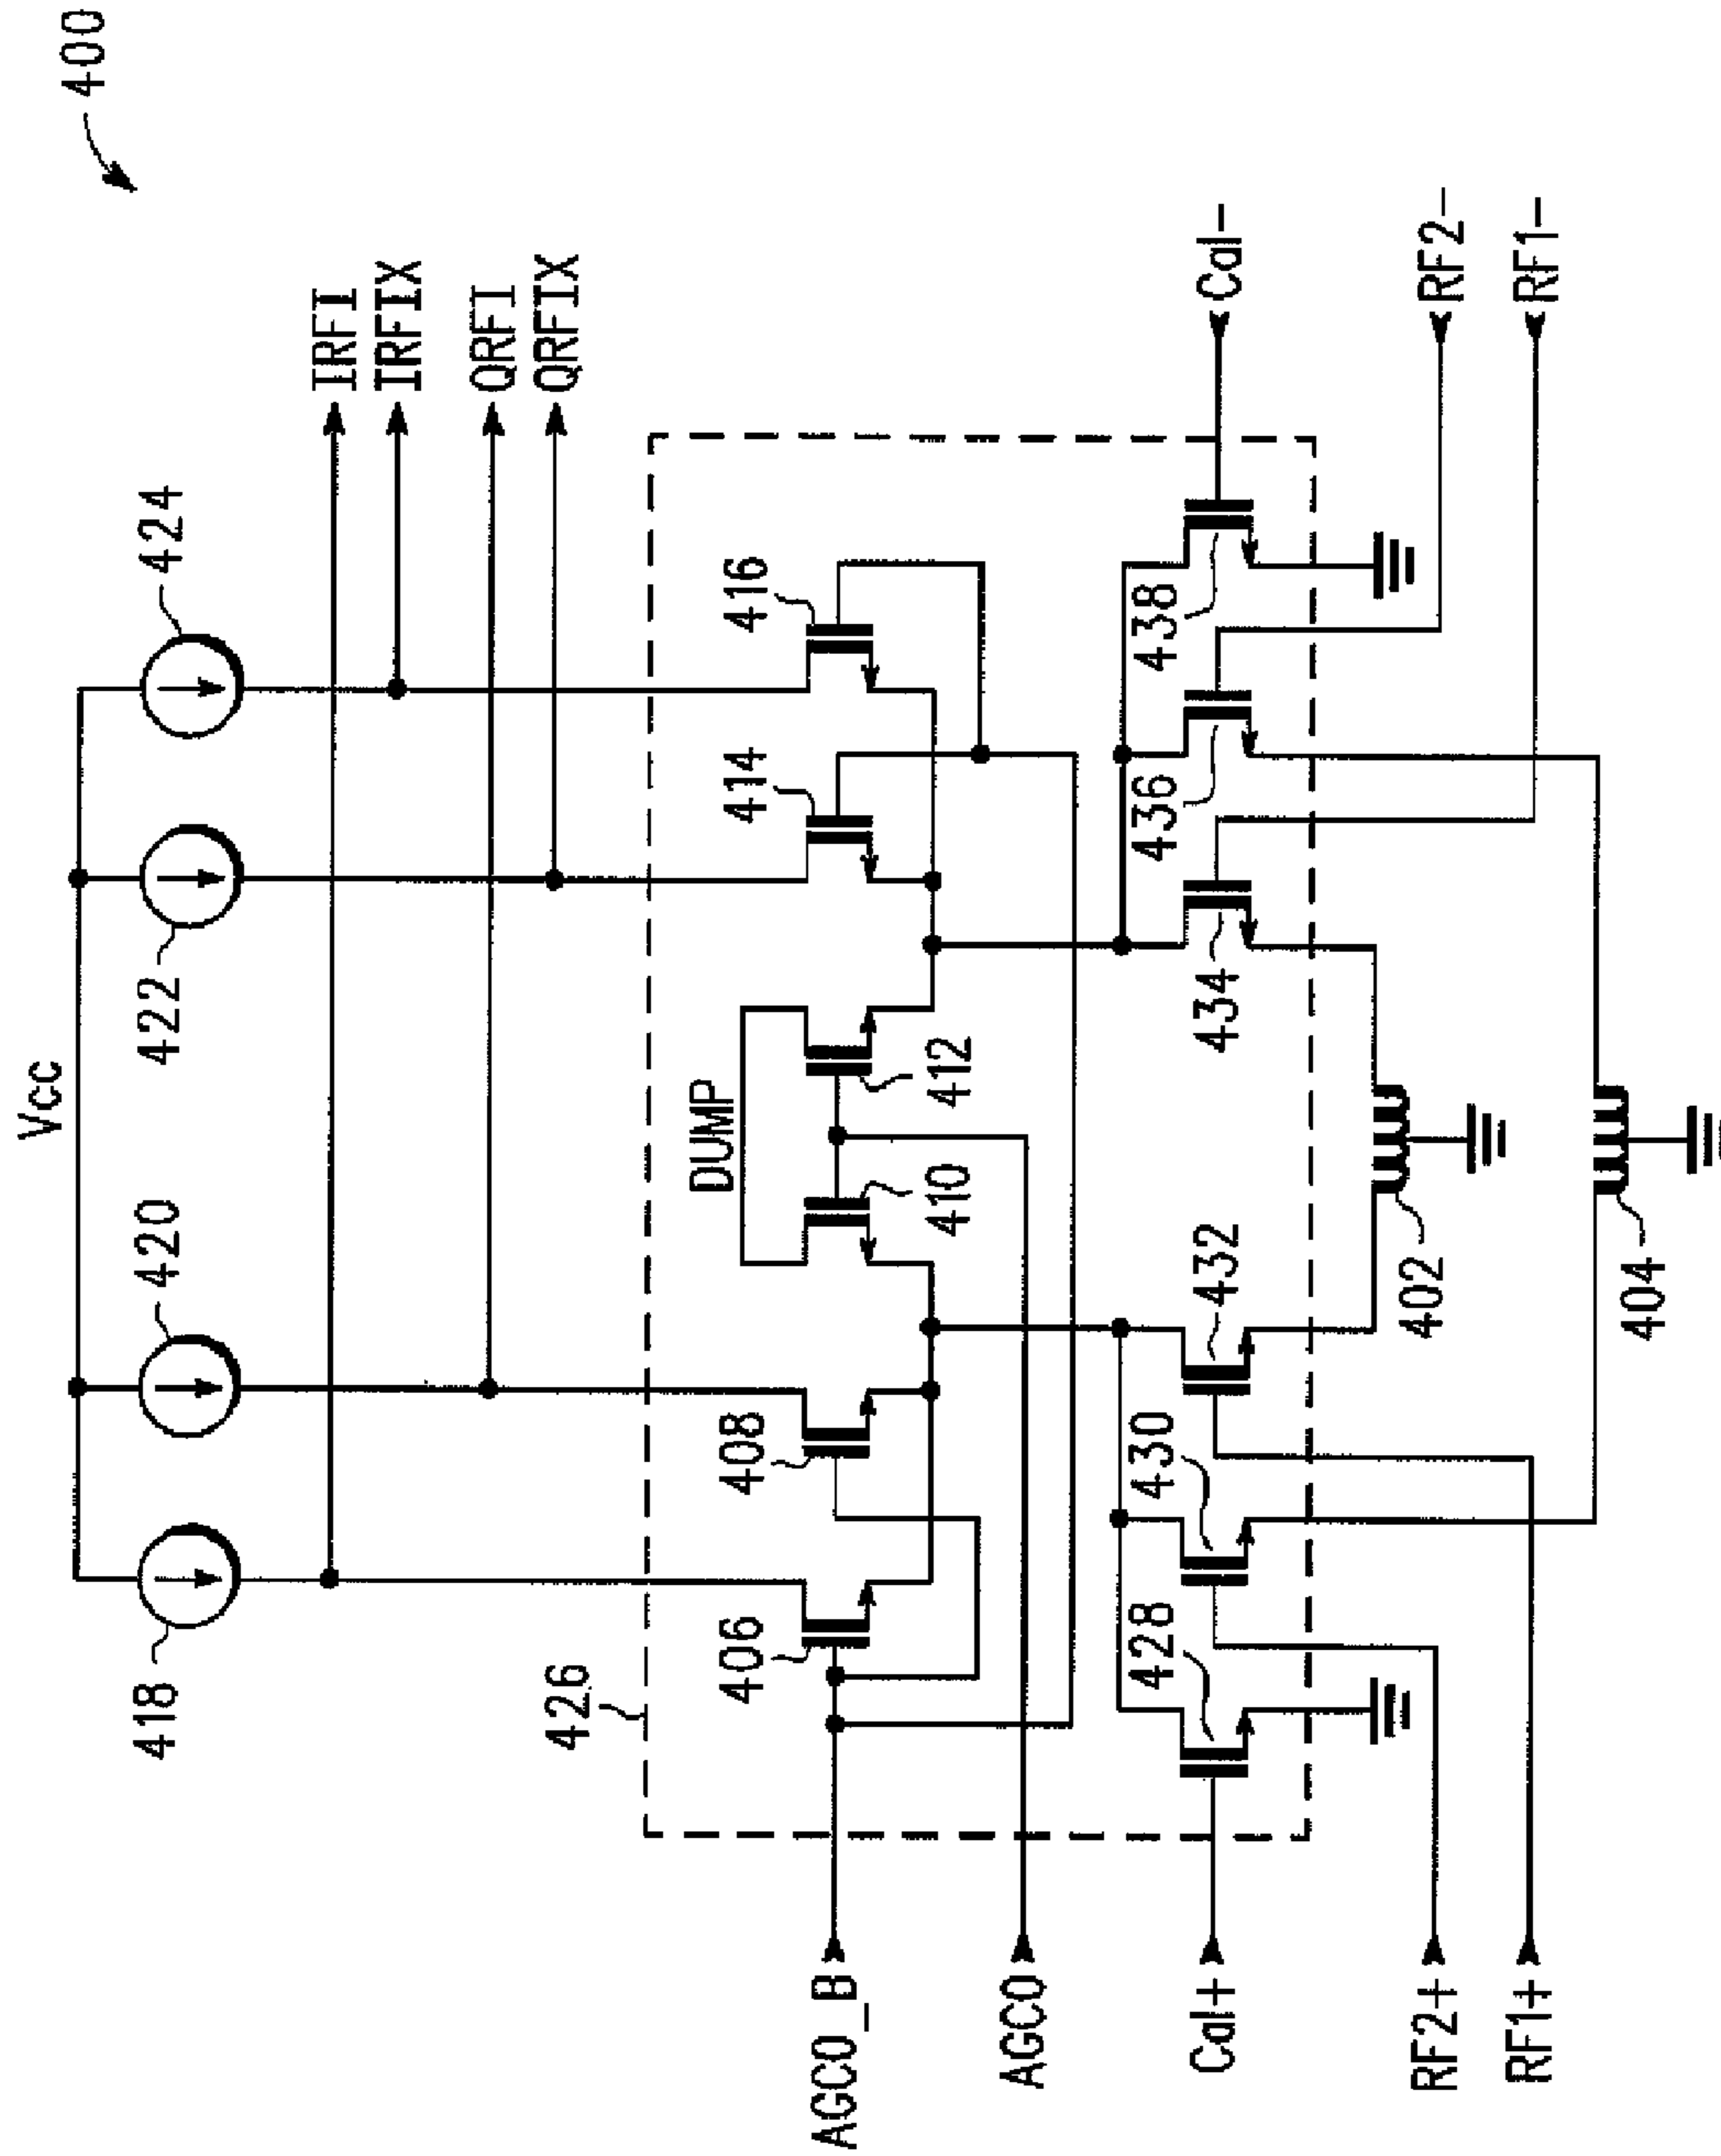 400
Vcc
418
420
422
424
IRFI
IRFIX
QRFI
QRFIX
426
406
408
DUMP
410
412
414
416
AGC0_B
AGC0
Cal+
428
430
432
434
436
438
Cal-
RF2+
RF2-
RF1+
RF1-
402
404